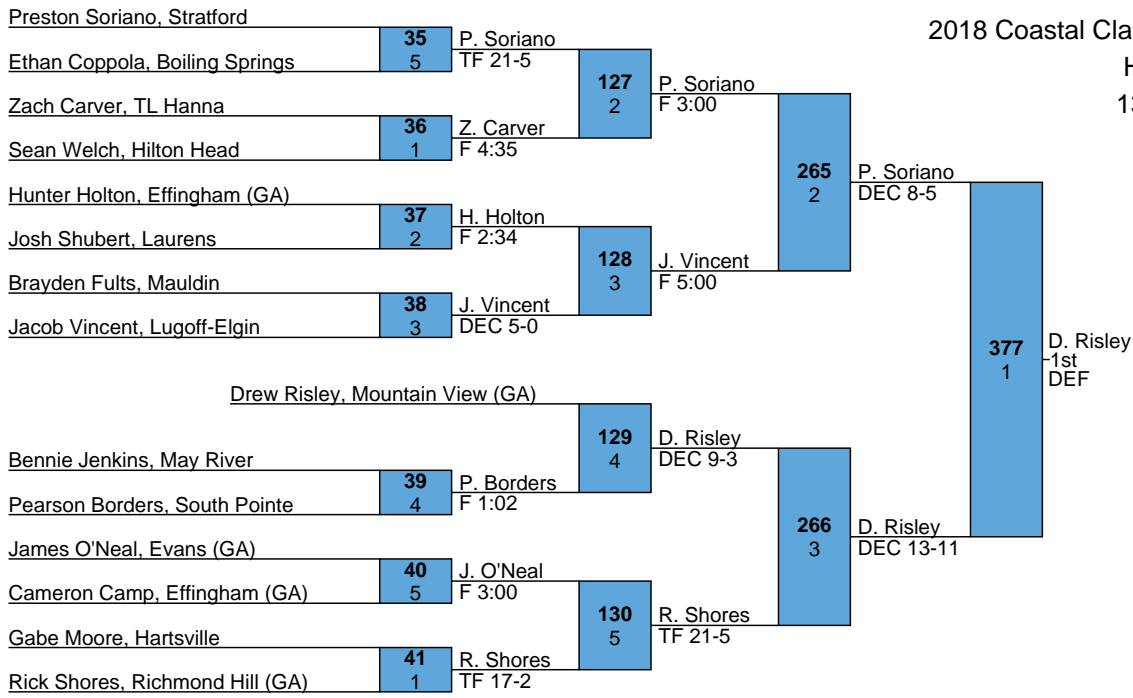 2018 Coastal Cla
H
13
Preston Soriano, Stratford
35
5
P. Soriano
TF 21-5
Ethan Coppola, Boiling Springs
127
2
P. Soriano
F 3:00
Zach Carver, TL Hanna
36
1
Z. Carver
F 4:35
Sean Welch, Hilton Head
265
2
P. Soriano
DEC 8-5
Hunter Holton, Effingham (GA)
37
2
H. Holton
F 2:34
Josh Shubert, Laurens
128
3
J. Vincent
F 5:00
Brayden Fults, Mauldin
38
3
J. Vincent
DEC 5-0
Jacob Vincent, Lugoff-Elgin
377
1
D. Risley
1st
DEF
Drew Risley, Mountain View (GA)
129
4
D. Risley
DEC 9-3
Bennie Jenkins, May River
39
4
P. Borders
F 1:02
Pearson Borders, South Pointe
266
3
D. Risley
DEC 13-11
James O'Neal, Evans (GA)
40
5
J. O'Neal
F 3:00
Cameron Camp, Effingham (GA)
130
5
R. Shores
TF 21-5
Gabe Moore, Hartsville
41
1
R. Shores
TF 17-2
Rick Shores, Richmond Hill (GA)